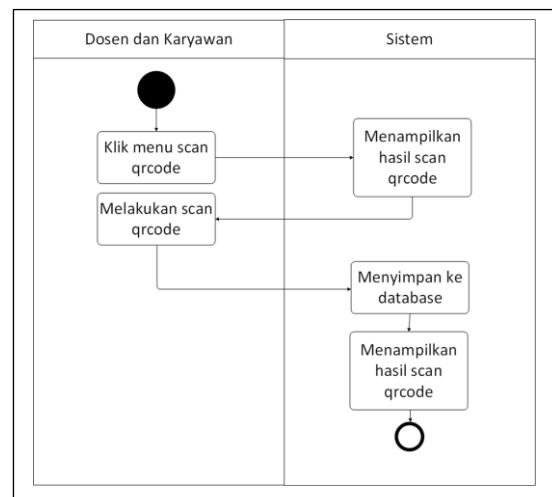 Dosen dan Karyawan
Sistem
Klik menu scan
qrcode
Menampilkan
hasil scan
qrcode
Melakukan scan
qrcode
Menyimpan ke
database
Menampilkan
hasil scan
qrcode